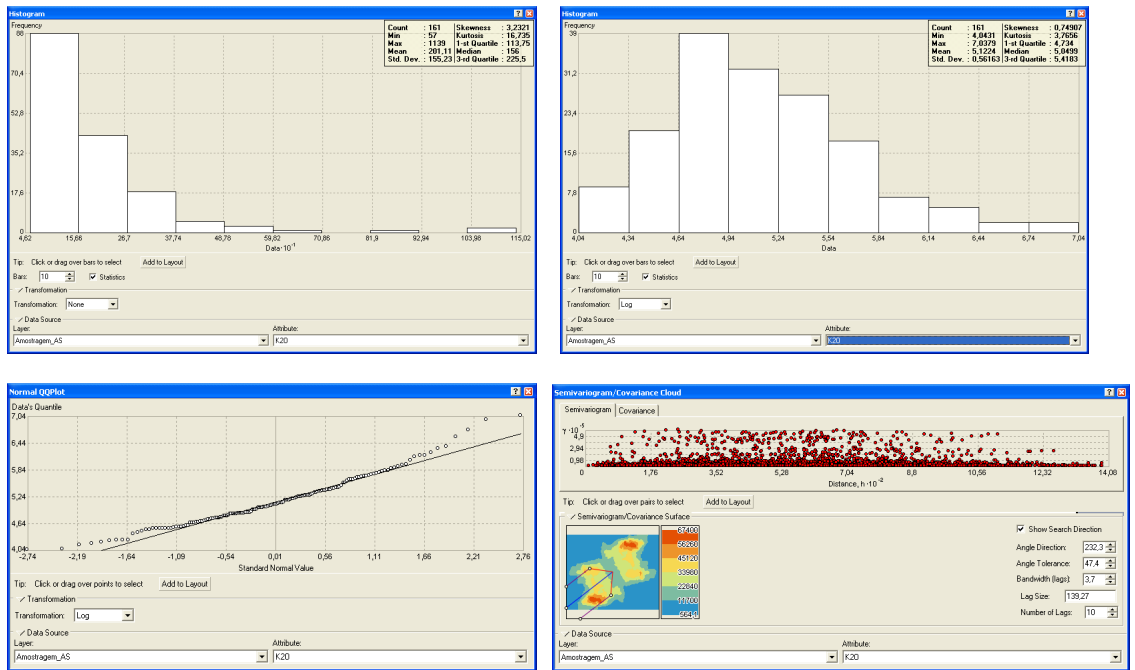 Histogram
Frequency
88
70,4
52,8
35,2
17,6
0
Count : 161 Skewness : 3,2321
Min : 57 Kurtosis : 16,735
Max : 1139 1-st Quartile : 113,75
Mean : 201,11 Median : 156
Std. Dev. : 155,23 3-rd Quartile : 225,5
4,62 15,66 26,7 37,74 48,78 59,82 70,86 81,9 92,94 103,98 115,02
Data·10⁻¹
Tip: Click or drag over bars to select Add to Layout
Bars: 10 Statistics
Transformation
Transformation: None
Data Source
Layer: Attribute:
Amostragem_AS K2O
Histogram
Frequency
39
31,2
23,4
15,6
7,8
0
Count : 161 Skewness : 0,74907
Min : 4,0431 Kurtosis : 3,7656
Max : 7,0379 1-st Quartile : 4,734
Mean : 5,1224 Median : 5,0499
Std. Dev. : 0,56163 3-rd Quartile : 5,4183
4,04 4,34 4,64 4,94 5,24 5,54 5,84 6,14 6,44 6,74 7,04
Data
Tip: Click or drag over bars to select Add to Layout
Bars: 10 Statistics
Transformation
Transformation: Log
Data Source
Layer: Attribute:
Amostragem_AS K2O
Normal QQPlot
Data's Quantile
7,04
6,44
5,84
5,24
4,64
4,04
-2,74 -2,19 -1,64 -1,09 -0,54 0,01 0,56 1,11 1,66 2,21 2,76
Standard Normal Value
Tip: Click or drag over points to select Add to Layout
Transformation
Transformation: Log
Data Source
Layer: Attribute:
Amostragem_AS K2O
Semivariogram/Covariance Cloud
Semivariogram Covariance
γ·10⁻⁵
4,9
2,94
0,98
0 1,76 3,52 5,28 7,04 8,8 10,56 12,32 14,08
Distance, h·10⁻²
Tip: Click or drag over pairs to select Add to Layout
Semivariogram/Covariance Surface
67400
56260
45120
33980
22840
11700
564,1
Show Search Direction
Angle Direction: 232,3
Angle Tolerance: 47,4
Bandwidth (lags): 3,7
Lag Size: 139,27
Number of Lags: 10
Data Source
Layer: Attribute:
Amostragem_AS K2O